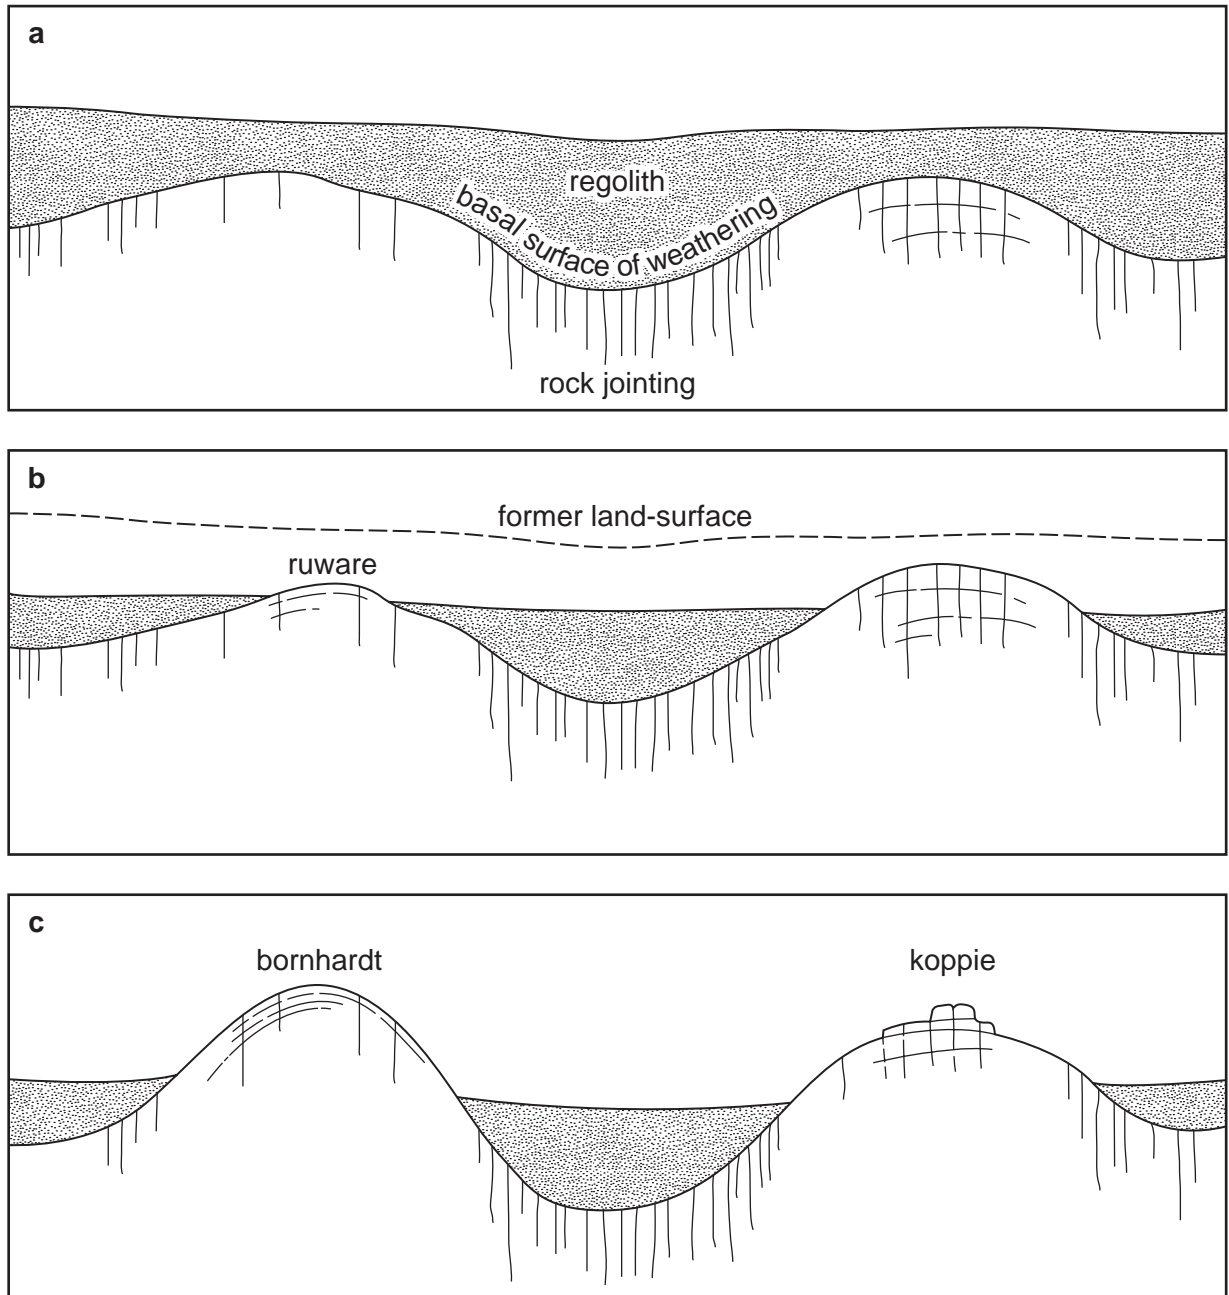 a
regolith
basal surface of weathering
rock jointing
b
former land-surface
ruware
c
bornhardt
koppie